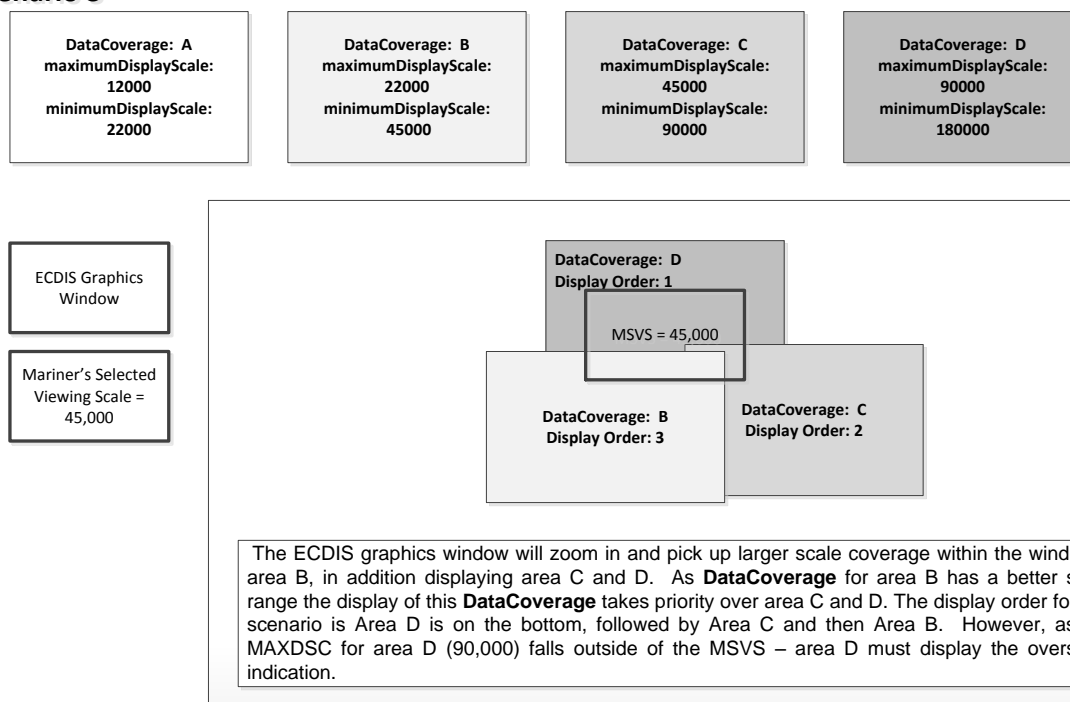 DataCoverage: A
maximumDisplayScale:
12000
minimumDisplayScale:
22000
DataCoverage: B
maximumDisplayScale:
22000
minimumDisplayScale:
45000
DataCoverage: C
maximumDisplayScale:
45000
minimumDisplayScale:
90000
DataCoverage: D
maximumDisplayScale:
90000
minimumDisplayScale:
180000
ECDIS Graphics
Window
Mariner's Selected
Viewing Scale =
45,000
DataCoverage: D
Display Order: 1
MSVS = 45,000
DataCoverage: B
Display Order: 3
DataCoverage: C
Display Order: 2
The ECDIS graphics window will zoom in and pick up larger scale coverage within the
area B, in addition displaying area C and D. As DataCoverage for area B has a better
range the display of this DataCoverage takes priority over area C and D. The display order
scenario is Area D is on the bottom, followed by Area C and then Area B. However,
MAXDSC for area D (90,000) falls outside of the MSVS – area D must display the
indication.